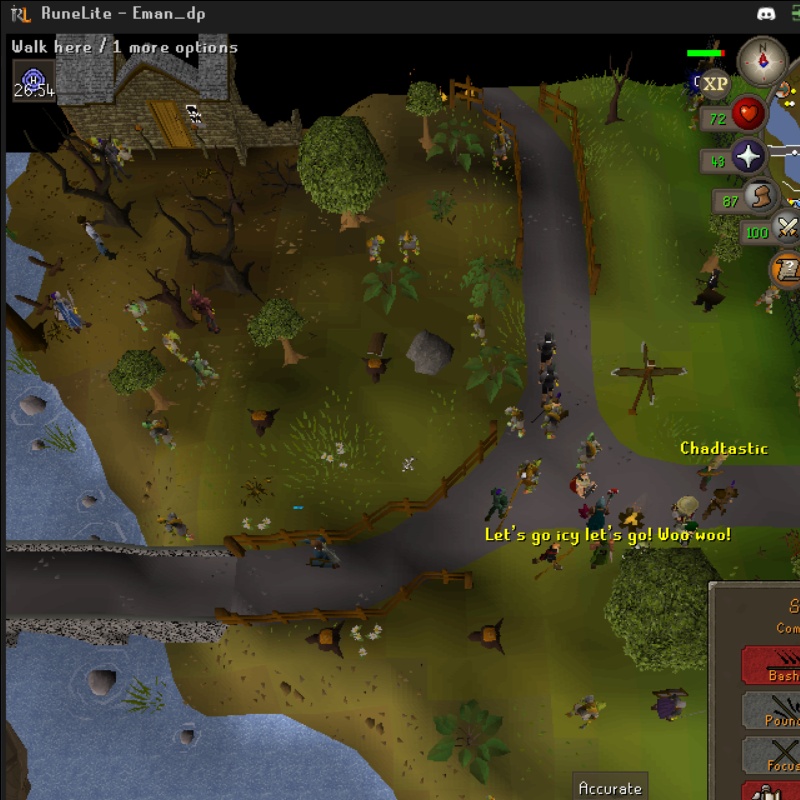 RuneLite - Eman_dp
Walk here / 1 more options
26:54
XP
72
43
87
100
Chadtastic
Let's go icy let's go! Woo woo!
Com
Bash
Pound
Focus
Accurate